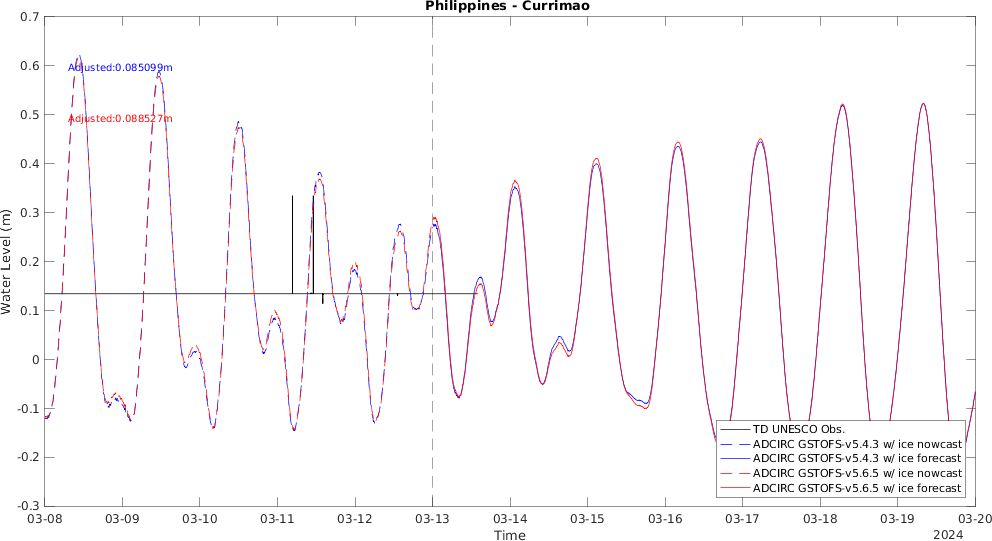 Philippines - Currimao
0.7
0.6
0.5
0.4
0.3
0.2
0.1
0
-0.1
-0.2
-0.3
Water Level (m)
Adjusted:0.085099m
Adjusted:0.088527m
TD UNESCO Obs.
ADCIRC GSTOFS-v5.4.3 w/ ice nowcast
ADCIRC GSTOFS-v5.4.3 w/ ice forecast
ADCIRC GSTOFS-v5.6.5 w/ ice nowcast
ADCIRC GSTOFS-v5.6.5 w/ ice forecast
03-08 03-09 03-10 03-11 03-12 03-13 03-14 03-15 03-16 03-17 03-18 03-19 03-20
Time
2024